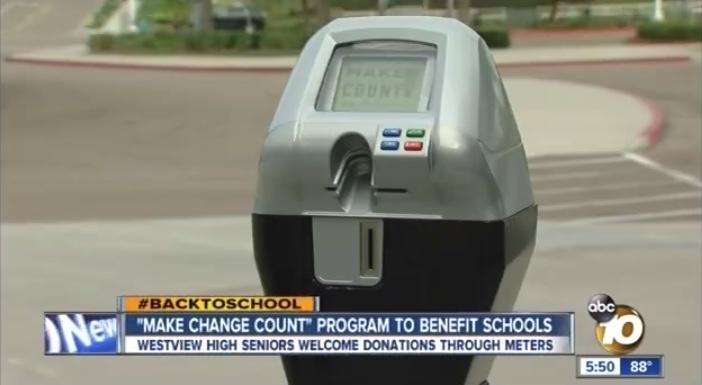 MAKE
COUNT
#BACKTOSCHOOL
News
"MAKE CHANGE COUNT" PROGRAM TO BENEFIT SCHOOLS
WESTVIEW HIGH SENIORS WELCOME DONATIONS THROUGH METERS
abc
10
5:50 88°